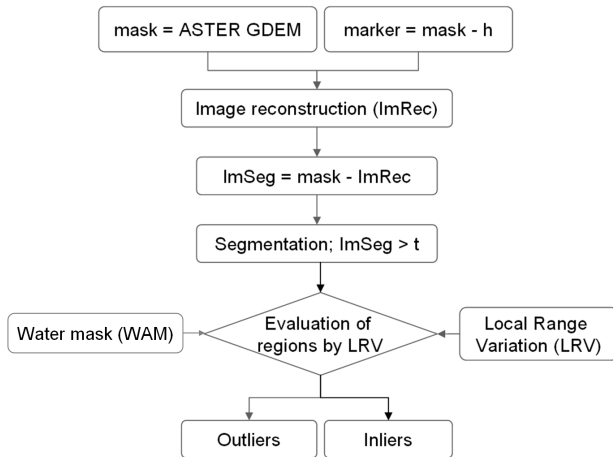 mask = ASTER GDEM
marker = mask - h
Image reconstruction (ImRec)
ImSeg = mask - ImRec
Segmentation; ImSeg > t
Water mask (WAM)
Evaluation of
regions by LRV
Local Range
Variation (LRV)
Outliers
Inliers